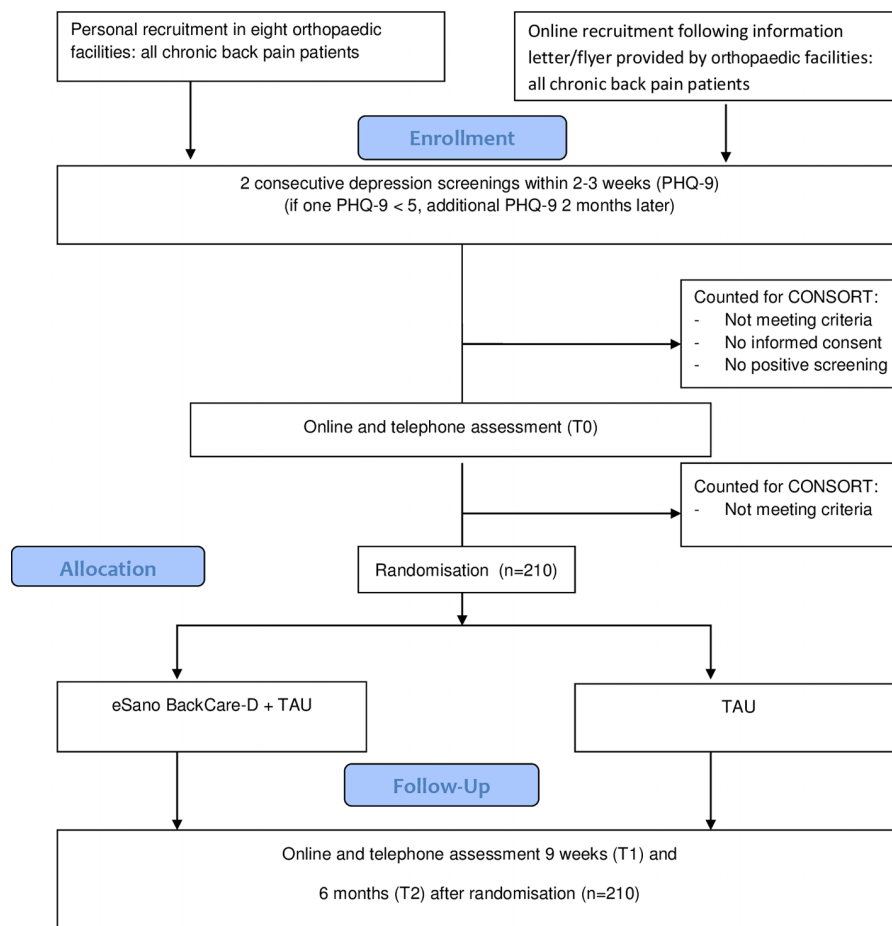 Personal recruitment in eight orthopaedic
facilities: all chronic back pain patients
Online recruitment following information
letter/flyer provided by orthopaedic facilities:
all chronic back pain patients
Enrollment
2 consecutive depression screenings within 2-3 weeks (PHQ-9)
(if one PHQ-9 < 5, additional PHQ-9 2 months later)
Counted for CONSORT:
- Not meeting criteria
- No informed consent
- No positive screening
Online and telephone assessment (T0)
Counted for CONSORT:
- Not meeting criteria
Allocation
Randomisation (n=210)
eSano BackCare-D + TAU
TAU
Follow-Up
Online and telephone assessment 9 weeks (T1) and
6 months (T2) after randomisation (n=210)